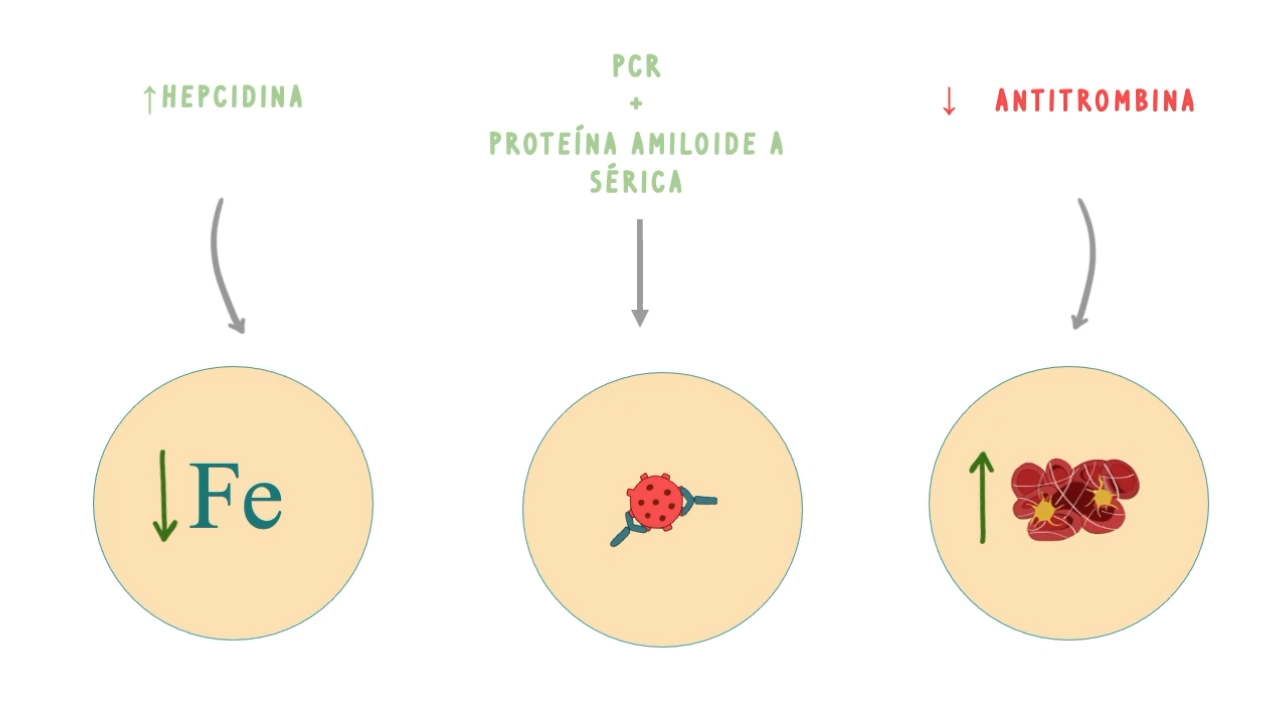 ↑HEPCIDINA
PCR
+
PROTEÍNA AMILOIDE A
SÉRICA
↓ ANTITROMBINA
Fe